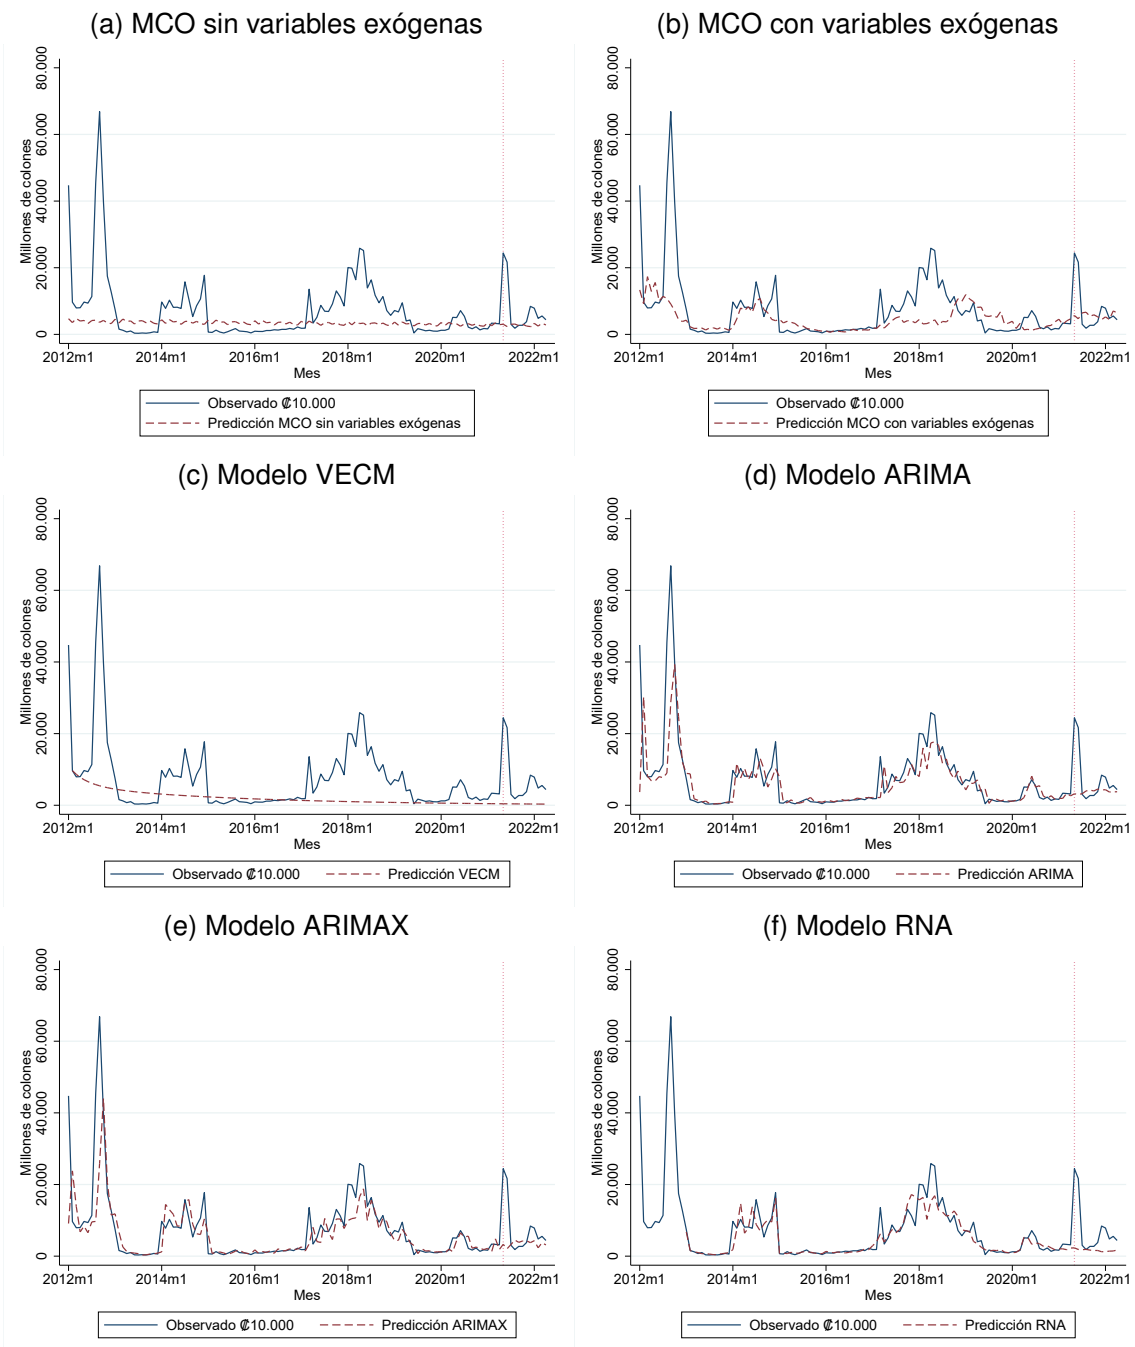 (a) MCO sin variables exógenas
Millones de colones
80.000
60.000
40.000
20.000
0
2012m1 2014m1 2016m1 2018m1 2020m1 2022m1
Mes
Observado ₡10.000
Predicción MCO sin variables exógenas
(b) MCO con variables exógenas
Millones de colones
80.000
60.000
40.000
20.000
0
2012m1 2014m1 2016m1 2018m1 2020m1 2022m1
Mes
Observado ₡10.000
Predicción MCO con variables exógenas
(c) Modelo VECM
Millones de colones
80.000
60.000
40.000
20.000
0
2012m1 2014m1 2016m1 2018m1 2020m1 2022m1
Mes
Observado ₡10.000 Predicción VECM
(d) Modelo ARIMA
Millones de colones
80.000
60.000
40.000
20.000
0
2012m1 2014m1 2016m1 2018m1 2020m1 2022m1
Mes
Observado ₡10.000 Predicción ARIMA
(e) Modelo ARIMAX
Millones de colones
80.000
60.000
40.000
20.000
0
2012m1 2014m1 2016m1 2018m1 2020m1 2022m1
Mes
Observado ₡10.000 Predicción ARIMAX
(f) Modelo RNA
Millones de colones
80.000
60.000
40.000
20.000
0
2012m1 2014m1 2016m1 2018m1 2020m1 2022m1
Mes
Observado ₡10.000 Predicción RNA